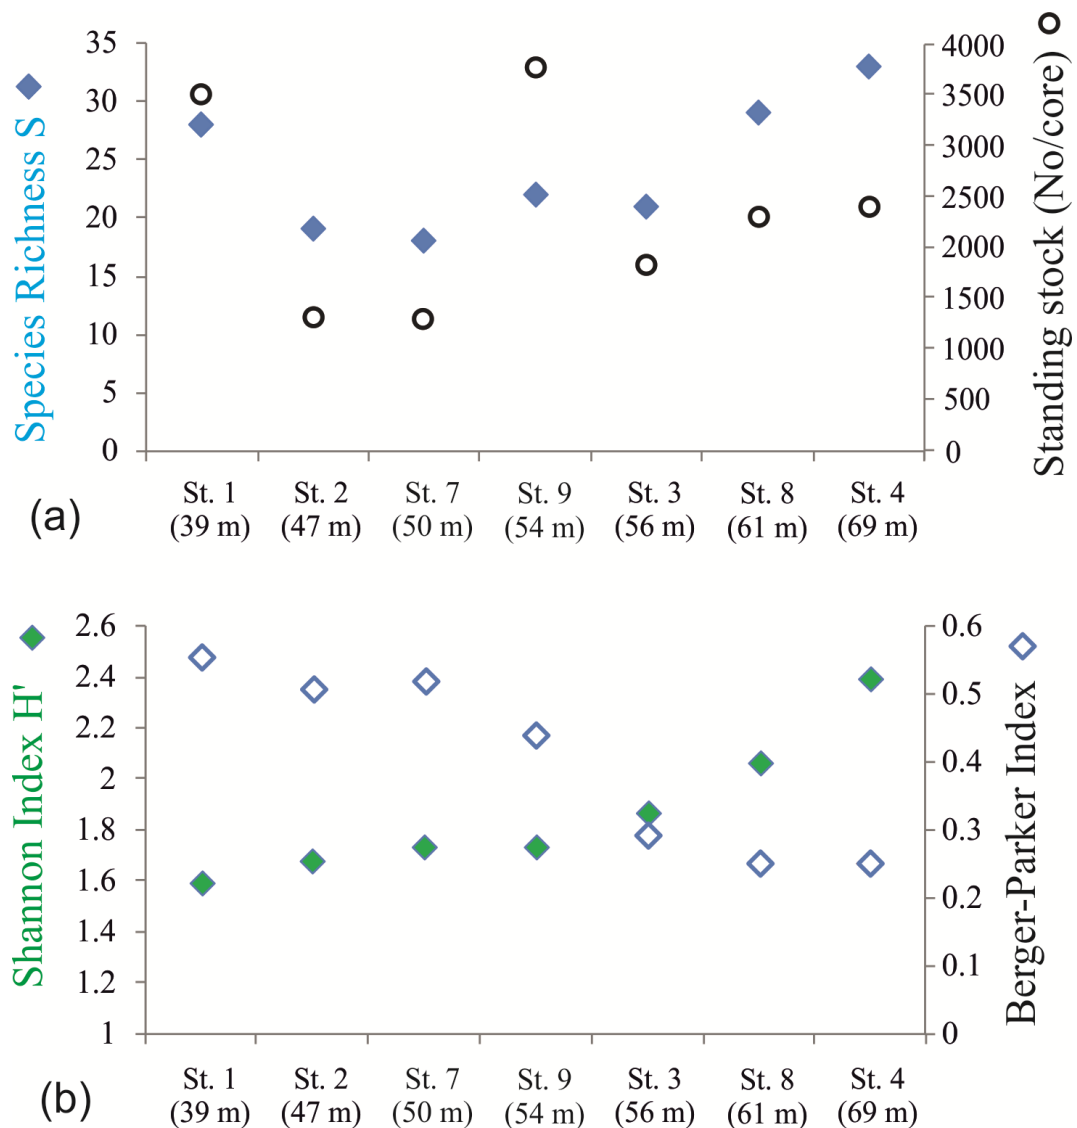 Species Richness S
35
30
25
20
15
10
5
0
4000
3500
3000
2500
2000
1500
1000
500
0
Standing stock (No/core)
St. 1
(39 m)
St. 2
(47 m)
St. 7
(50 m)
St. 9
(54 m)
St. 3
(56 m)
St. 8
(61 m)
St. 4
(69 m)
(a)
Shannon Index H'
2.6
2.4
2.2
2
1.8
1.6
1.4
1.2
1
0.6
0.5
0.4
0.3
0.2
0.1
0
Berger-Parker Index
St. 1
(39 m)
St. 2
(47 m)
St. 7
(50 m)
St. 9
(54 m)
St. 3
(56 m)
St. 8
(61 m)
St. 4
(69 m)
(b)